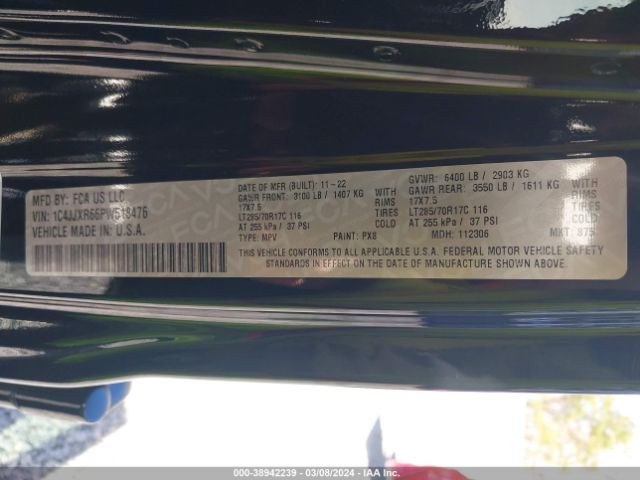 MFD BY: FCA US LLC
VIN: 1C4JJXR66PW518476
VEHICLE MADE IN U.S.A.
DATE OF MFR (BUILT): 11-22
GAWR FRONT: 3100 LB / 1407 KG
17X7.5 RIMS
LT285/70R17C 116 TIRES
AT 255 kPa / 37 PSI COLD
TYPE: MPV PAINT: PX8
GVWR: 6400 LB / 2903 KG
GAWR REAR: 3550 LB / 1611 KG
WITH
17X7.5 RIMS
LT285/70R17C 116 TIRES
AT 255 kPa / 37 PSI COLD
MDH: 112306 MKT: 875
THIS VEHICLE CONFORMS TO ALL APPLICABLE U.S.A. FEDERAL MOTOR VEHICLE SAFETY
STANDARDS IN EFFECT ON THE DATE OF MANUFACTURE SHOWN ABOVE.
000-38942239 - 03/08/2024 - IAA Inc.